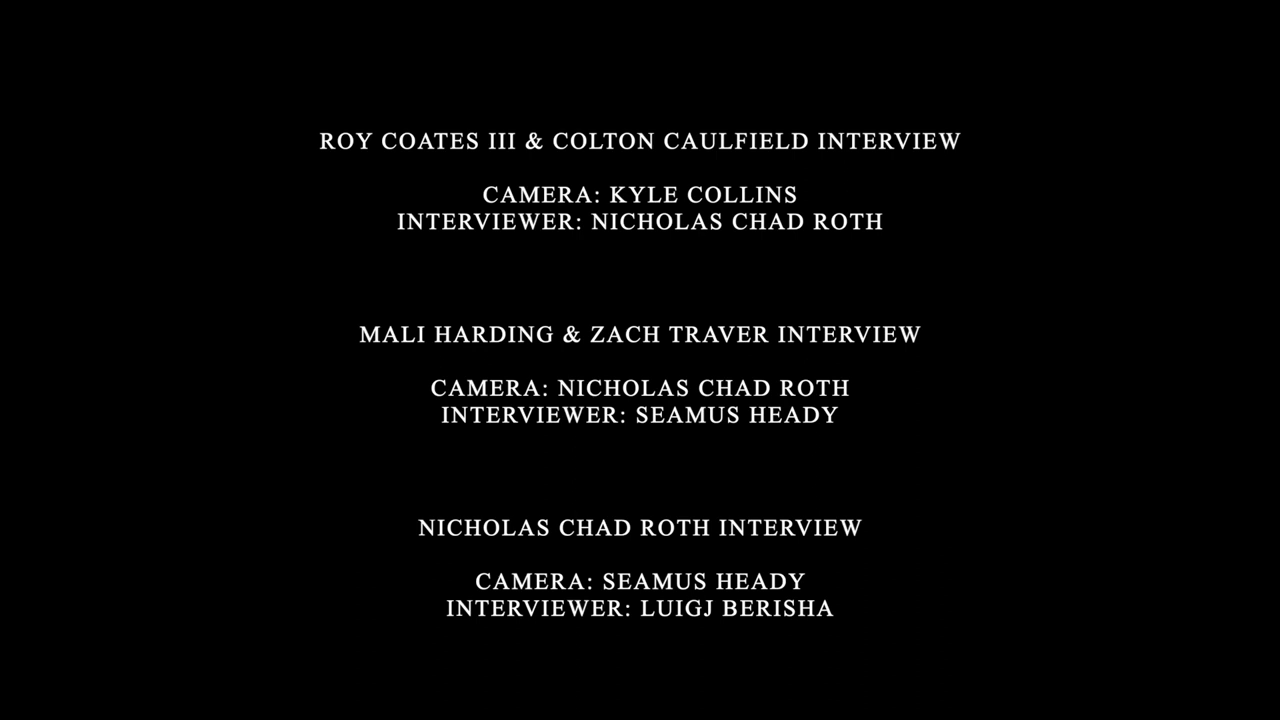 ROY COATES III & COLTON CAULFIELD INTERVIEW
CAMERA: KYLE COLLINS
INTERVIEWER: NICHOLAS CHAD ROTH
MALI HARDING & ZACH TRAVER INTERVIEW
CAMERA: NICHOLAS CHAD ROTH
INTERVIEWER: SEAMUS HEADY
NICHOLAS CHAD ROTH INTERVIEW
CAMERA: SEAMUS HEADY
INTERVIEWER: LUIGJ BERISHA